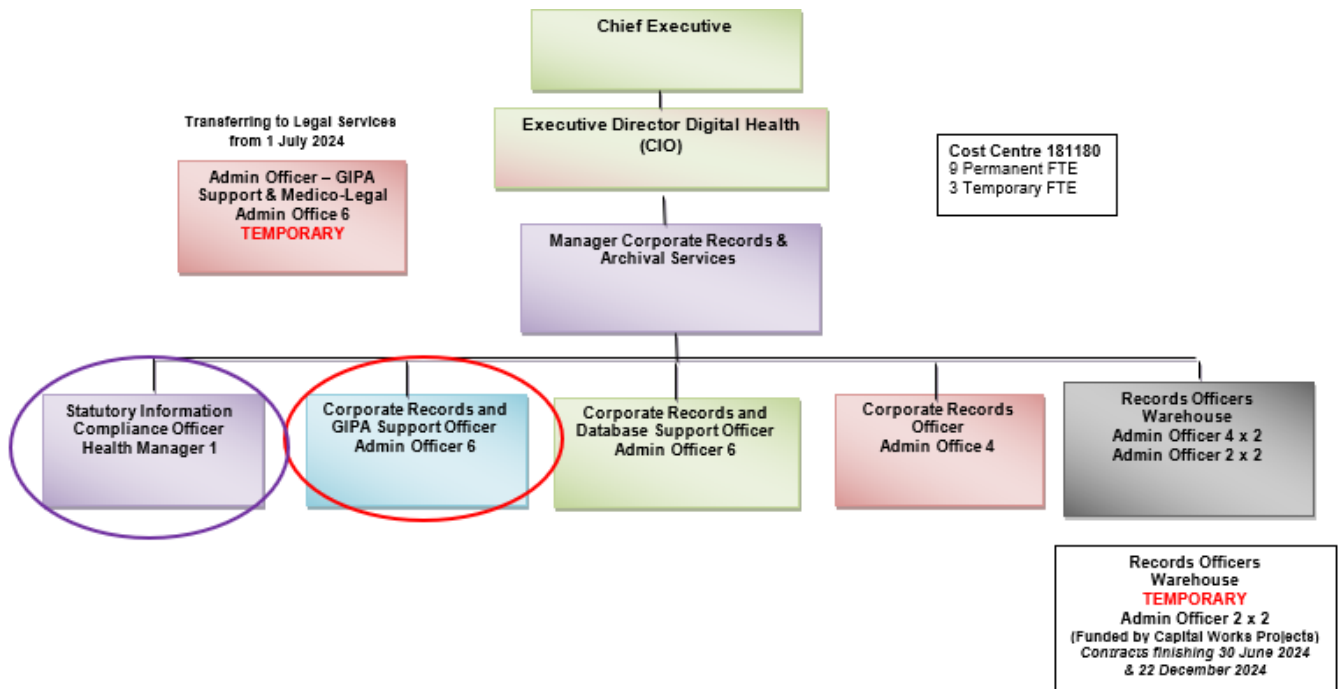 Chief Executive
Executive Director Digital Health
(CIO)
Transferring to Legal Services
from 1 July 2024
Admin Officer – GIPA
Support & Medico-Legal
Admin Office 6
TEMPORARY
Cost Centre 181180
9 Permanent FTE
3 Temporary FTE
Manager Corporate Records &
Archival Services
Statutory Information
Compliance Officer
Health Manager 1
Corporate Records and
GIPA Support Officer
Admin Officer 6
Corporate Records and
Database Support Officer
Admin Officer 6
Corporate Records
Officer
Admin Office 4
Records Officers
Warehouse
Admin Officer 4 x 2
Admin Officer 2 x 2
Records Officers
Warehouse
TEMPORARY
Admin Officer 2 x 2
(Funded by Capital Works Projects)
Contracts finishing 30 June 2024
& 22 December 2024